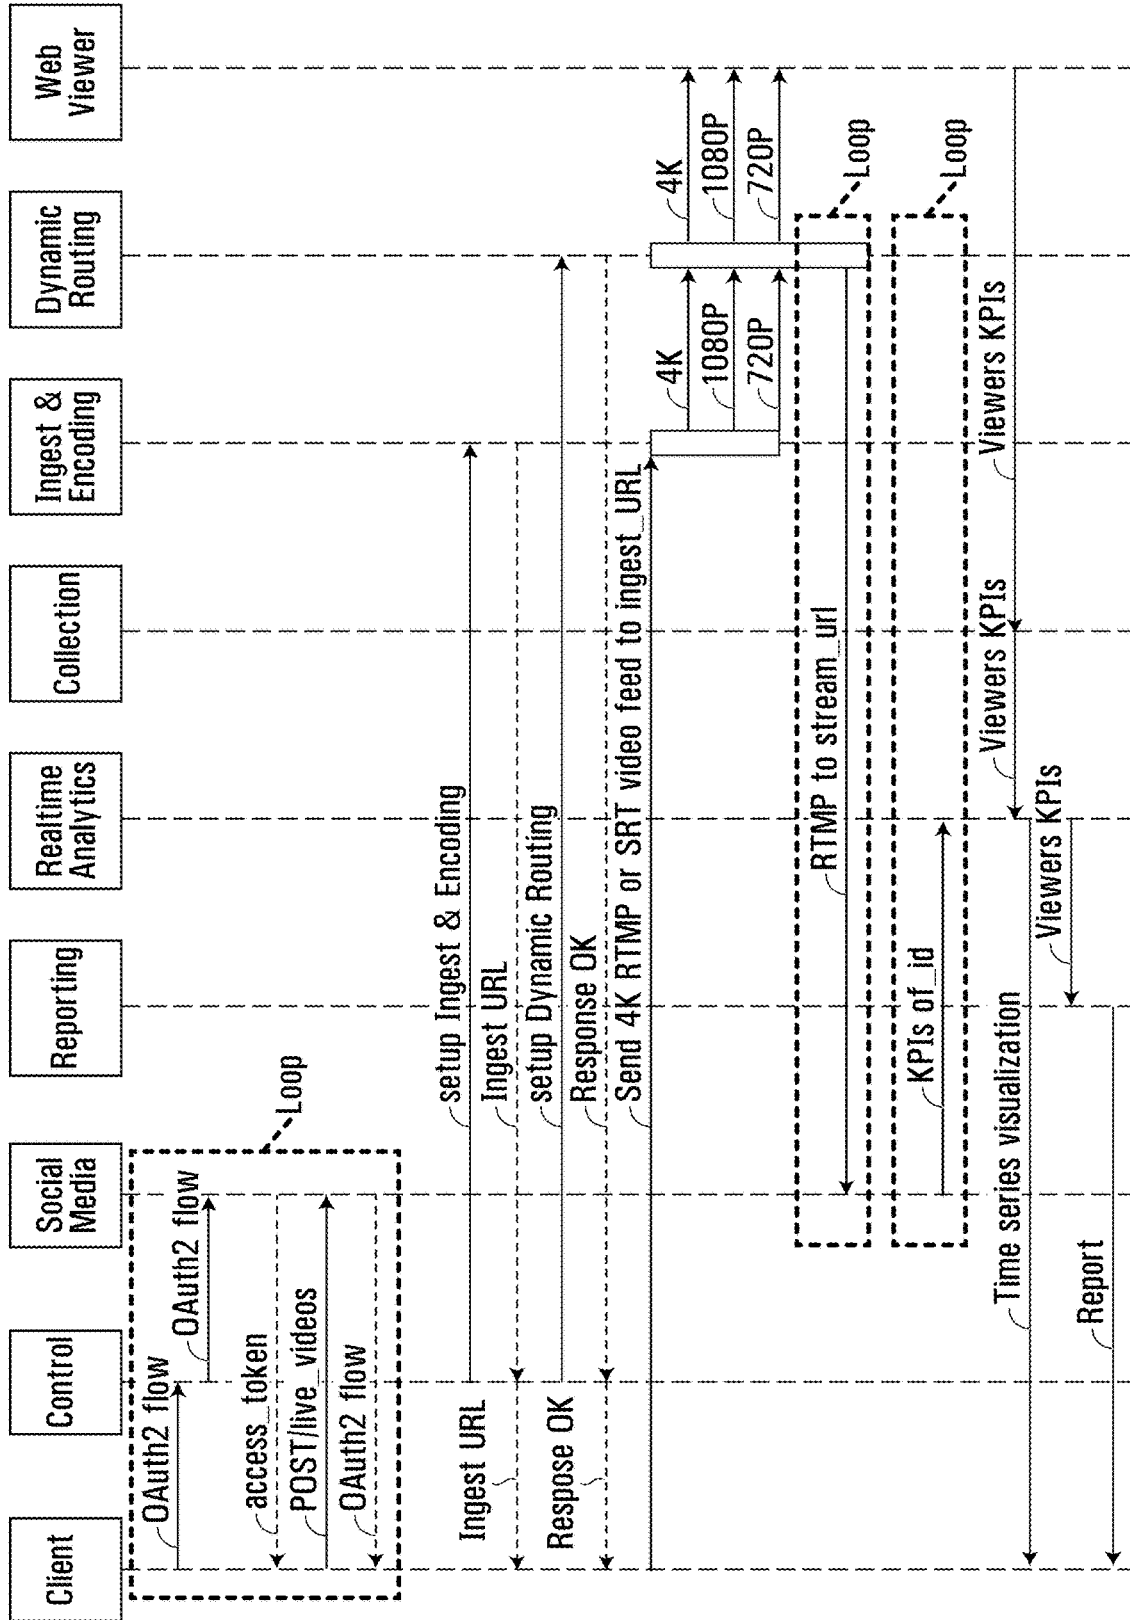 Client
Control
Social
Media
Reporting
Realtime
Analytics
Collection
Ingest &
Encoding
Dynamic
Routing
Web
Viewer
OAuth2 flow
OAuth2 flow
access_token
POST/live_videos
OAuth2 flow
Loop
setup Ingest & Encoding
Ingest URL
Ingest URL
setup Dynamic Routing
Respose OK
Response OK
Send 4K RTMP or SRT video feed to ingest_URL
4K
4K
1080P
1080P
720P
720P
RTMP to stream_url
Loop
KPIs of_id
Loop
Viewers KPIs
Viewers KPIs
Time series visualization
Viewers KPIs
Report